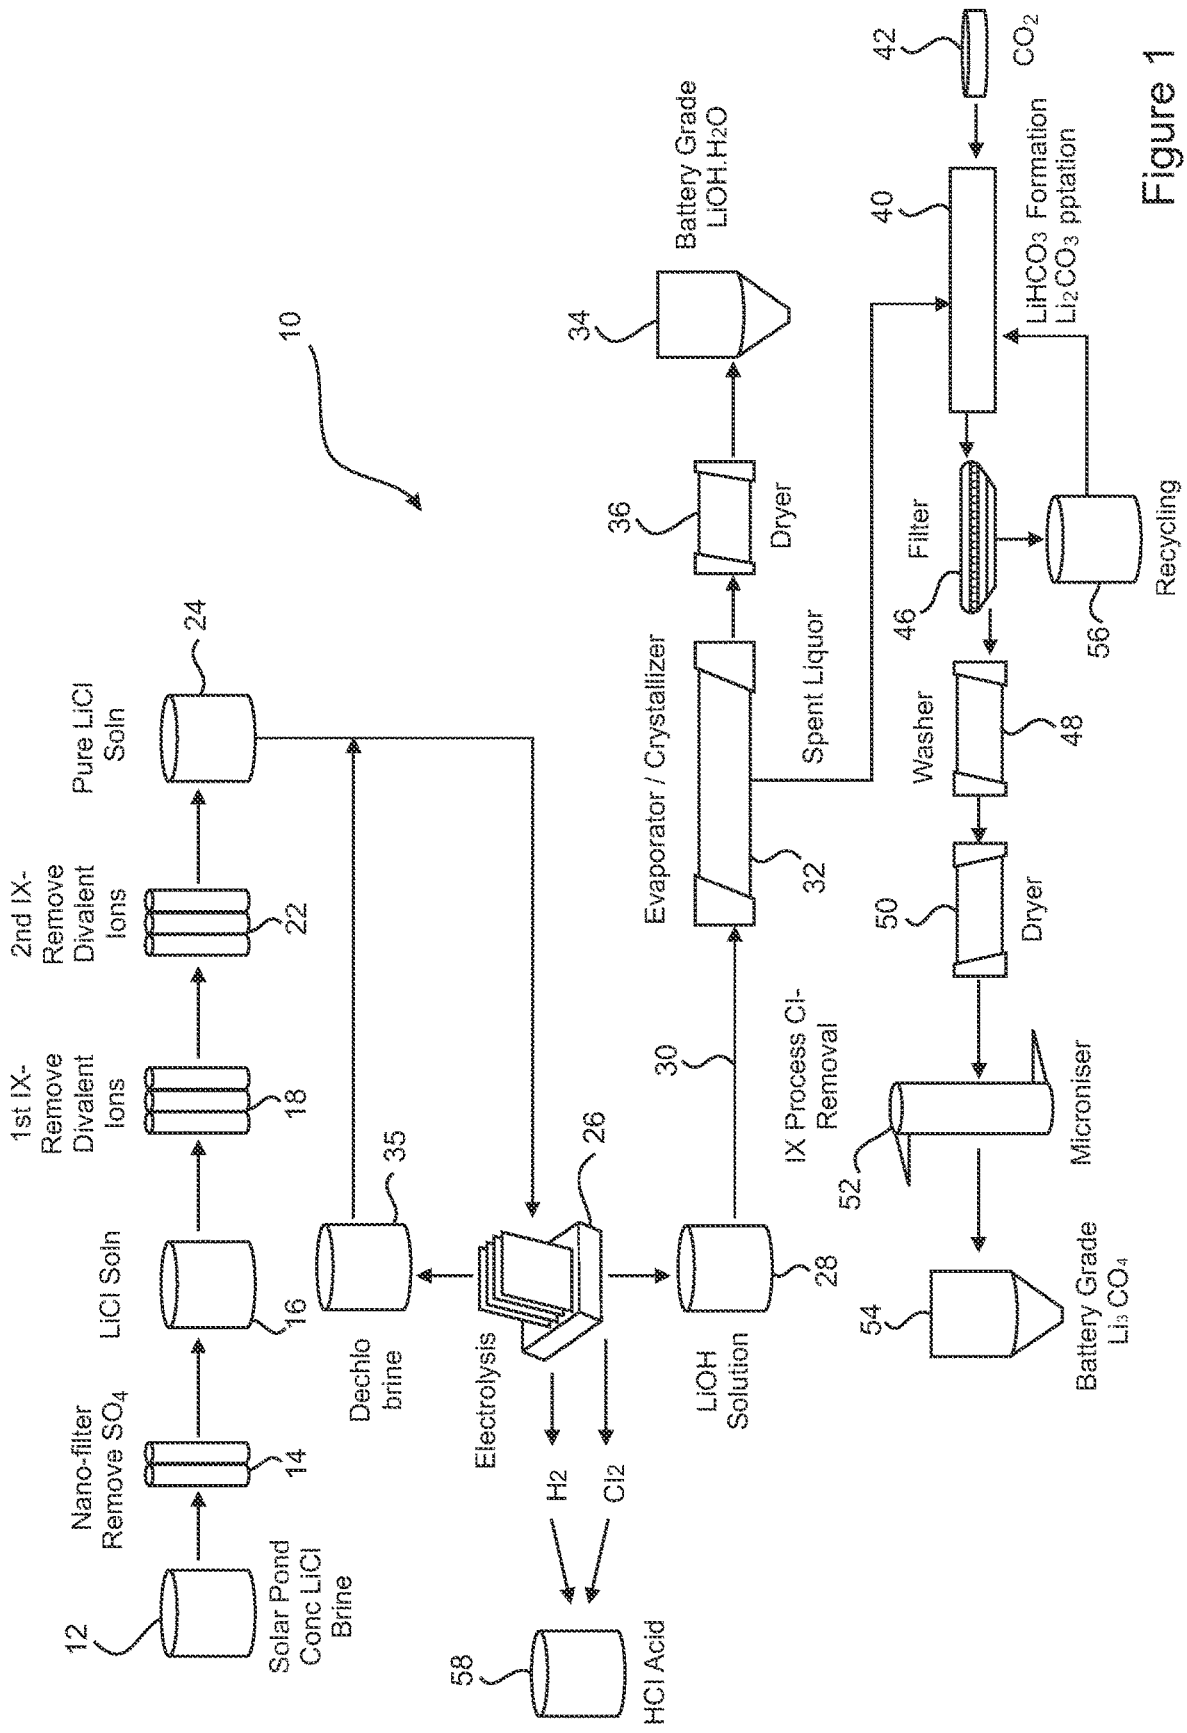 10
12
Solar Pond
Conc LiCl
Brine
Nano-filter
Remove SO4
14
LiCl Soln
16
1st IX-
Remove
Divalent
Ions
18
2nd IX-
Remove
Divalent
Ions
22
Pure LiCl
Soln
24
Dechlo
brine
35
Electrolysis
26
H2
Cl2
58
HCl Acid
LiOH
Solution
28
30
IX Process Cl-
Removal
Evaporator / Crystallizer
32
Spent Liquor
36
Dryer
34
Battery Grade
LiOH.H2O
42
CO2
40
LiHCO3 Formation
Li2CO3 pptation
Filter
46
56
Recycling
Washer
48
50
Dryer
52
Microniser
54
Battery Grade
Li3 CO4
Figure 1